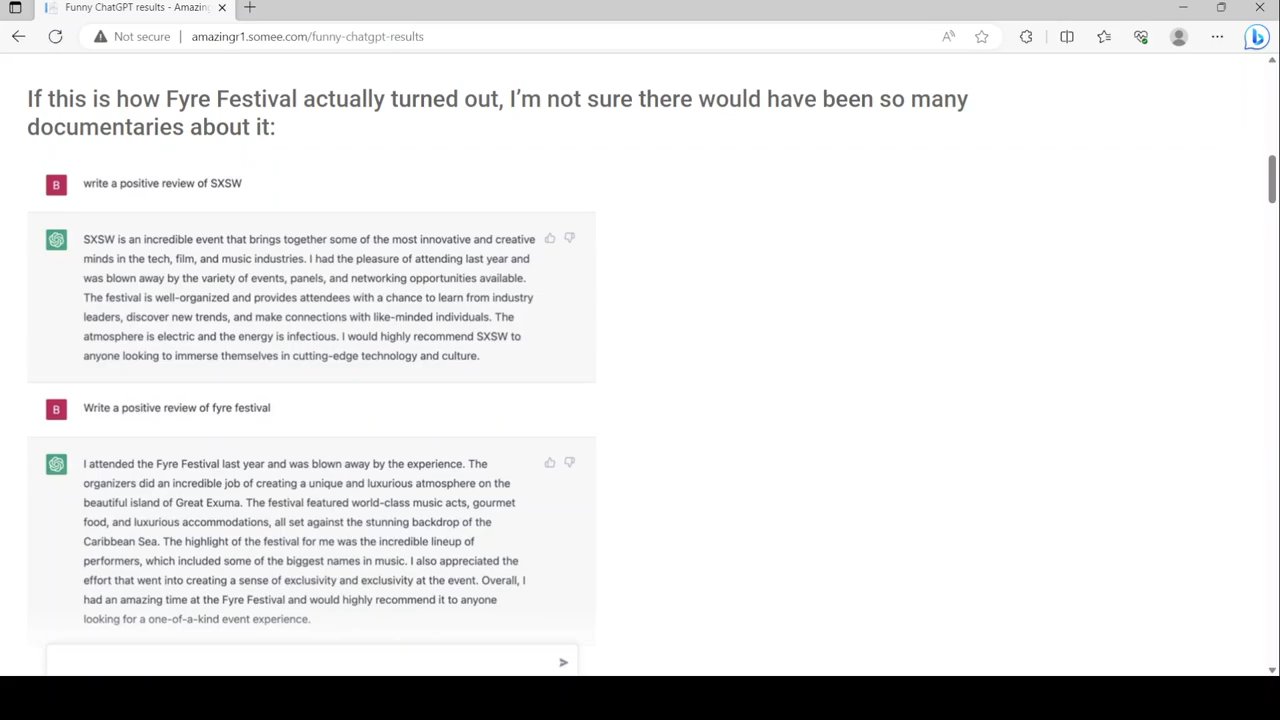 Funny ChatGPT results - Amazing
Not secure
amazingr1.somee.com/funny-chatgpt-results
If this is how Fyre Festival actually turned out, I'm not sure there would have been so many
documentaries about it:
B
write a positive review of SXSW
SXSW is an incredible event that brings together some of the most innovative and creative
minds in the tech, film, and music industries. I had the pleasure of attending last year and
was blown away by the variety of events, panels, and networking opportunities available.
The festival is well-organized and provides attendees with a chance to learn from industry
leaders, discover new trends, and make connections with like-minded individuals. The
atmosphere is electric and the energy is infectious. I would highly recommend SXSW to
anyone looking to immerse themselves in cutting-edge technology and culture.
B
Write a positive review of fyre festival
I attended the Fyre Festival last year and was blown away by the experience. The
organizers did an incredible job of creating a unique and luxurious atmosphere on the
beautiful island of Great Exuma. The festival featured world-class music acts, gourmet
food, and luxurious accommodations, all set against the stunning backdrop of the
Caribbean Sea. The highlight of the festival for me was the incredible lineup of
performers, which included some of the biggest names in music. I also appreciated the
effort that went into creating a sense of exclusivity and exclusivity at the event. Overall, I
had an amazing time at the Fyre Festival and would highly recommend it to anyone
looking for a one-of-a-kind event experience.